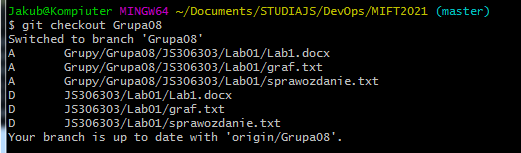 Jakub@Kompiuter MINGW64 ~/Documents/STUDIAJS/DevOps/MIFT2021 (master)
$ git checkout Grupa08
Switched to branch 'Grupa08'
A       Grupy/Grupa08/JS306303/Lab01/Lab1.docx
A       Grupy/Grupa08/JS306303/Lab01/graf.txt
A       Grupy/Grupa08/JS306303/Lab01/sprawozdanie.txt
D       JS306303/Lab01/Lab1.docx
D       JS306303/Lab01/graf.txt
D       JS306303/Lab01/sprawozdanie.txt
Your branch is up to date with 'origin/Grupa08'.